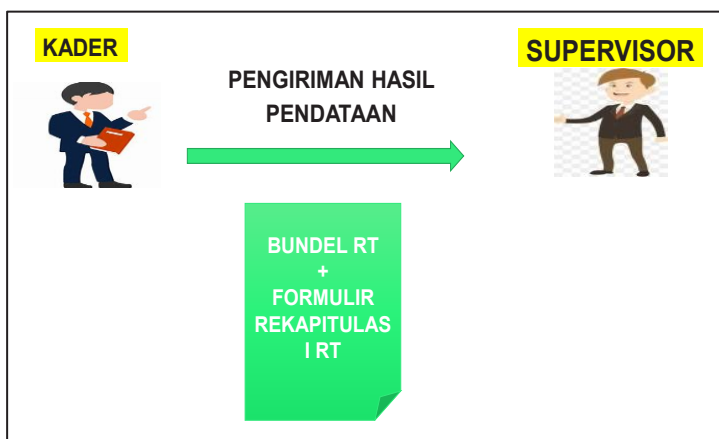 KADER
SUPERVISOR
PENGIRIMAN HASIL
PENDATAAN
BUNDEL RT
+
FORMULIR
REKAPITULAS
I RT